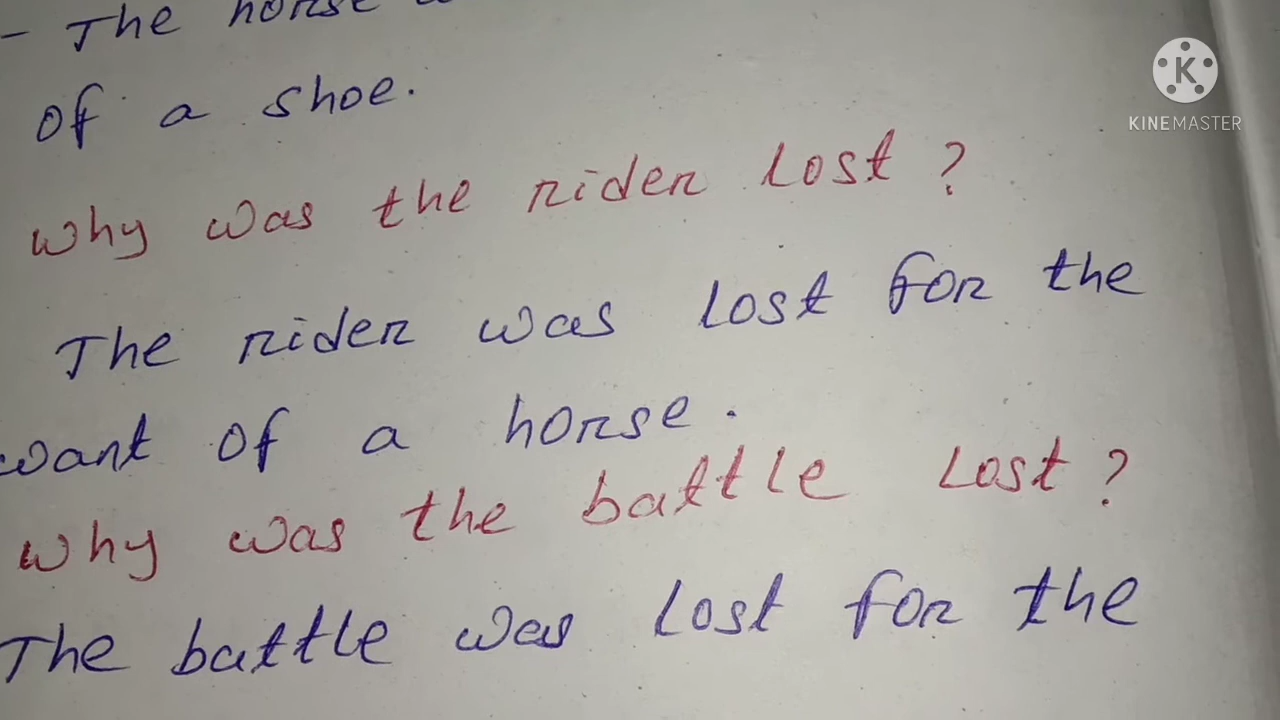 - The horse
of a shoe.
why was the rider lost?
The rider was lost for the
want of a horse.
why was the battle lost?
The battle was lost for the
K
KINEMASTER